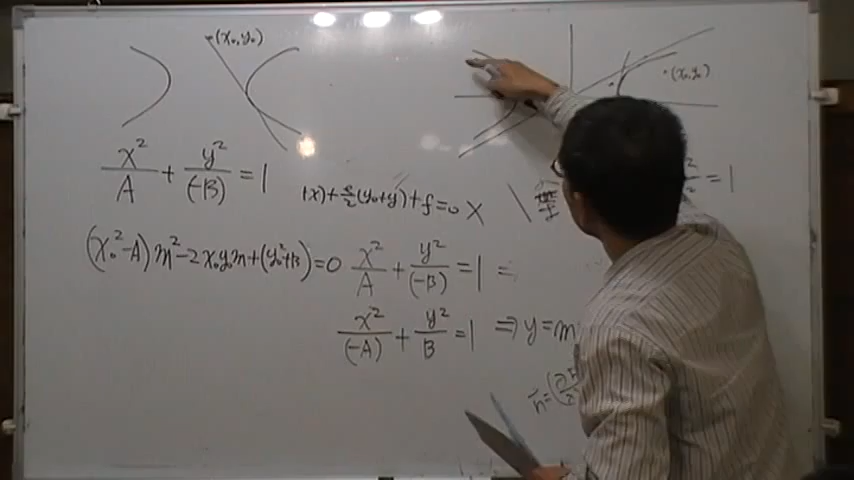 (x₀,y₀)
(x₀,y₀)
x²/A + y²/(-B) = 1
= 1
(y₀+y)+f=0 X
(x₀²-A)m²-2x₀y₀m+(y₀²+B)=0
x²/A + y²/(-B) = 1 =
x²/(-A) + y²/B = 1 ⇒ y=m
n=